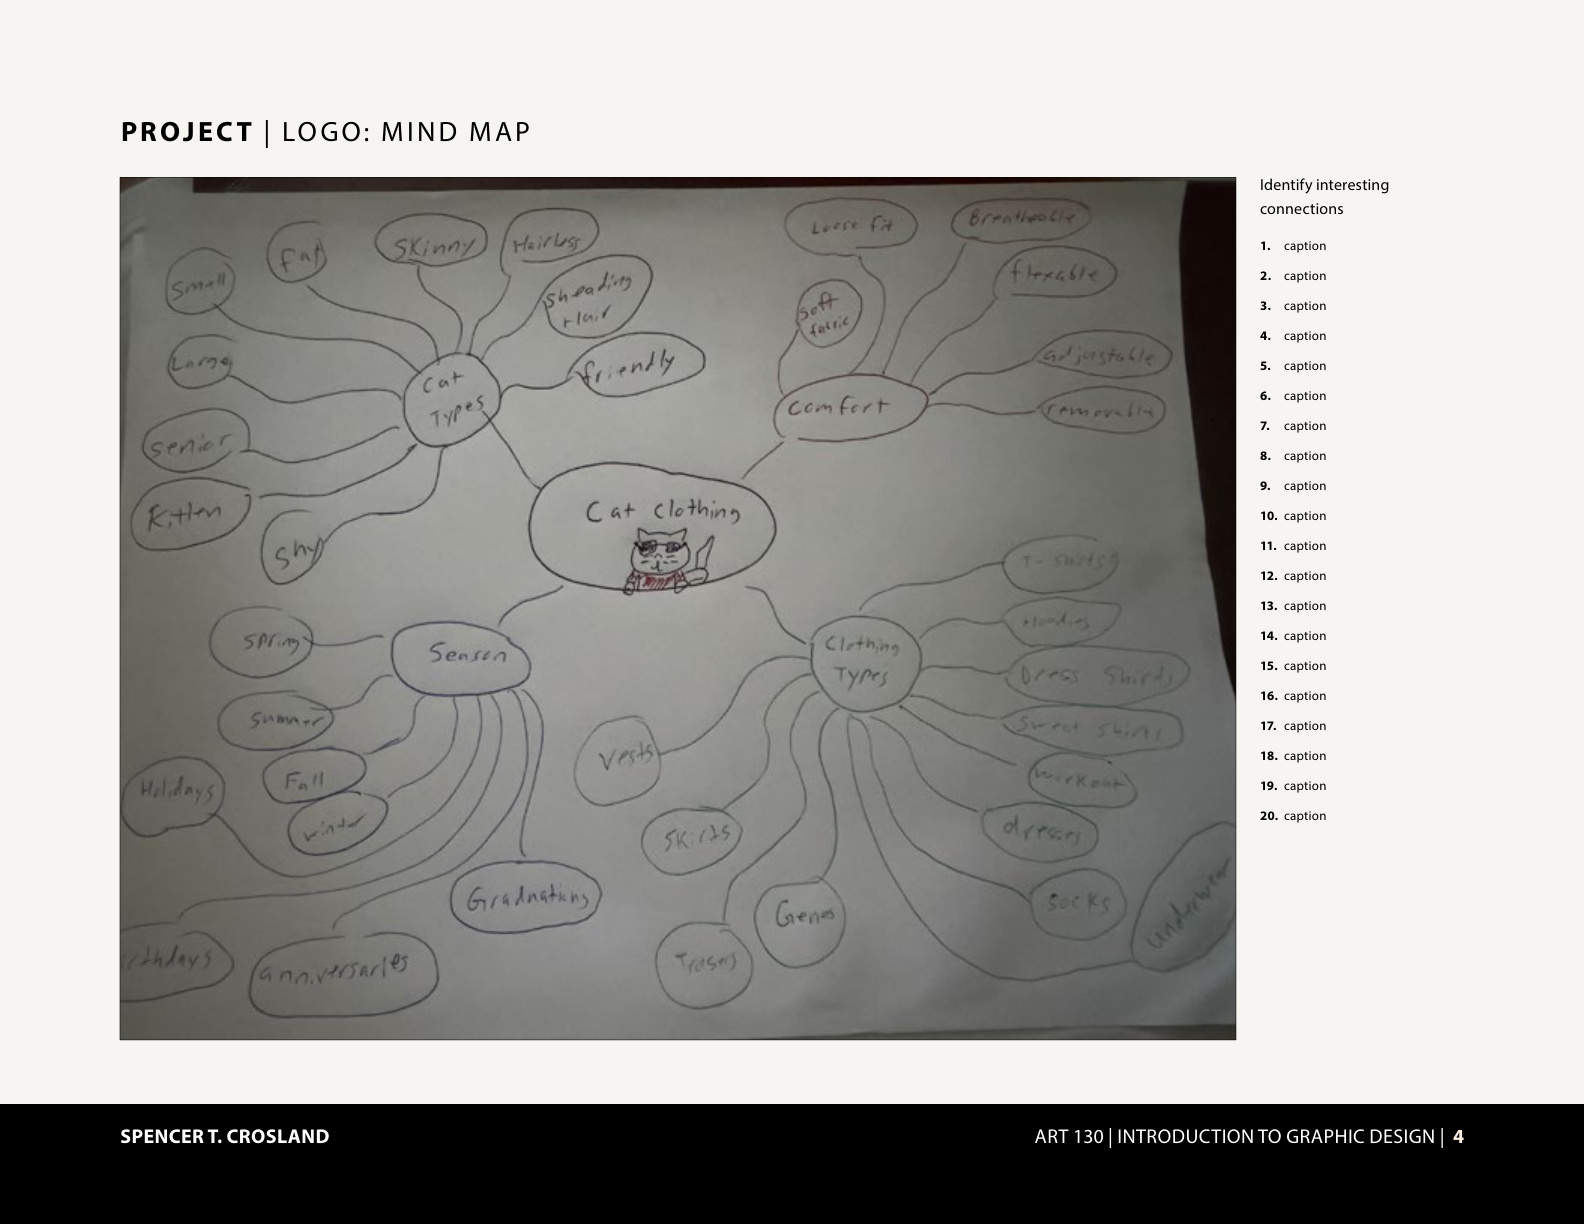 PROJECT | LOGO: MIND MAP
Identify interesting
connections
1. caption
2. caption
3. caption
4. caption
5. caption
6. caption
7. caption
8. caption
9. caption
10. caption
11. caption
12. caption
13. caption
14. caption
15. caption
16. caption
17. caption
18. caption
19. caption
20. caption
Small
fat
Skinny
Hairless
Sheading
Hair
friendly
Large
senior
Kitten
Shy
Cat
Types
Loose fit
Breatheable
flexable
soft
fabric
adjustable
removable
Comfort
Cat Clothing
Spring
Summer
Fall
winter
Holidays
Season
rthdays
anniversaries
Graduations
Clothing
Types
T-shirts
Hoodies
Dress Shirts
Sweat Shirts
workout
dresses
socks
underwear
Vests
Skirts
Genes
SPENCER T. CROSLAND
ART 130 | INTRODUCTION TO GRAPHIC DESIGN | 4